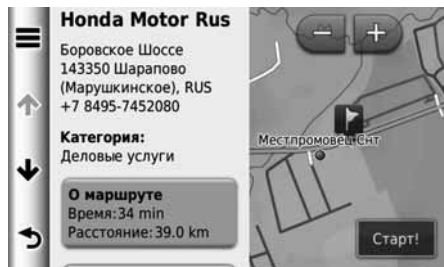 Honda Motor Rus
Боровское Шоссе
143350 Шарапово
(Марушкинское), RUS
+7 8495-7452080
Категория:
Деловые услуги
О маршруте
Время:34 min
Расстояние:39.0 km
Местпромовец Снт
Старт!